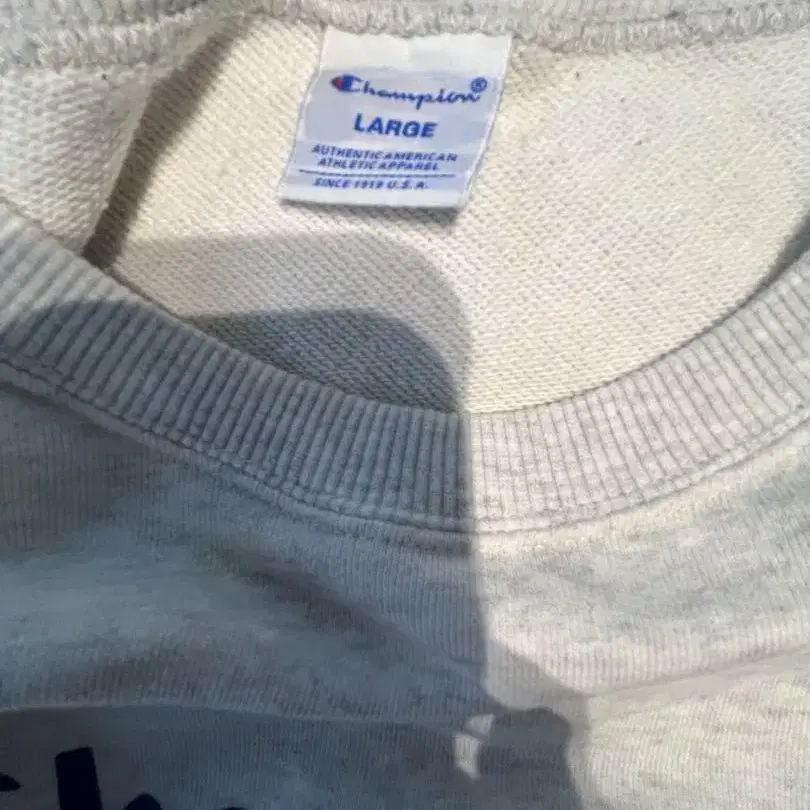 Champion®
LARGE
AUTHENTIC AMERICAN
ATHLETIC APPAREL
SINCE 1919 U.S.A.